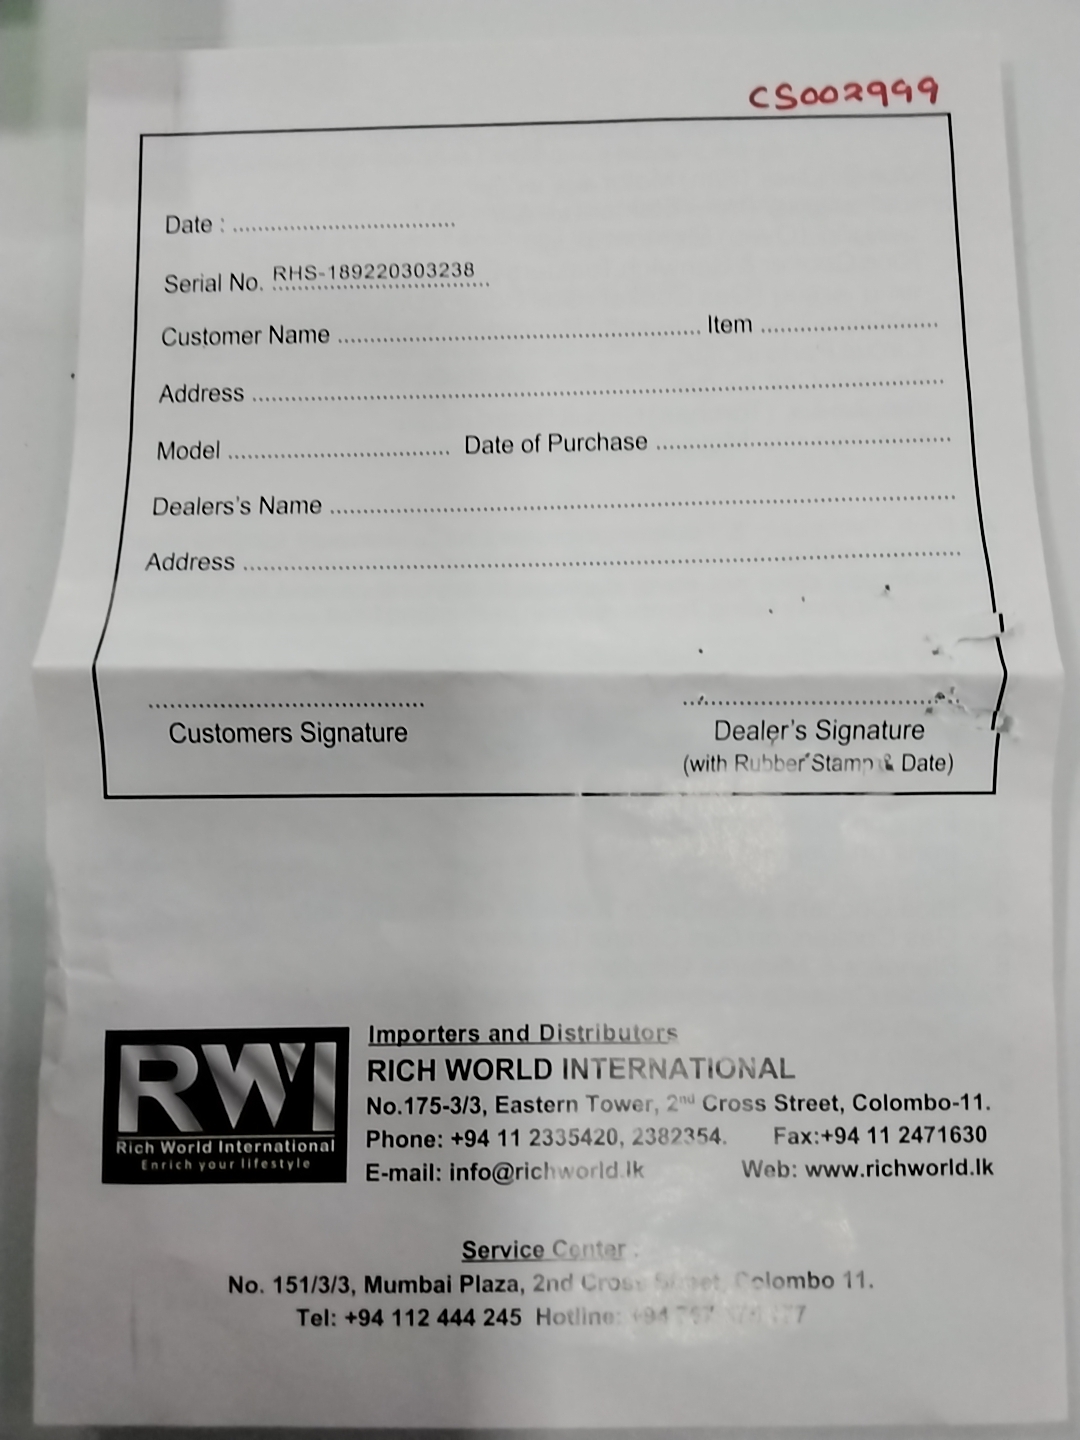 CS002999
Date : ....................................
Serial No. RHS-189220303238
Customer Name .......................................................... Item ............................
Address ....................................................................................................................
Model .................................... Date of Purchase ................................................
Dealers's Name ....................................................................................................
Address ....................................................................................................................
Customers Signature
Dealer's Signature
(with Rubber Stamp & Date)
RWI
Rich World International
Enrich your lifestyle
Importers and Distributors
RICH WORLD INTERNATIONAL
No.175-3/3, Eastern Tower, 2nd Cross Street, Colombo-11.
Phone: +94 11 2335420, 2382354. Fax:+94 11 2471630
E-mail: info@richworld.lk Web: www.richworld.lk
Service Center :
No. 151/3/3, Mumbai Plaza, 2nd Cross Street, Colombo 11.
Tel: +94 112 444 245 Hotline: +94